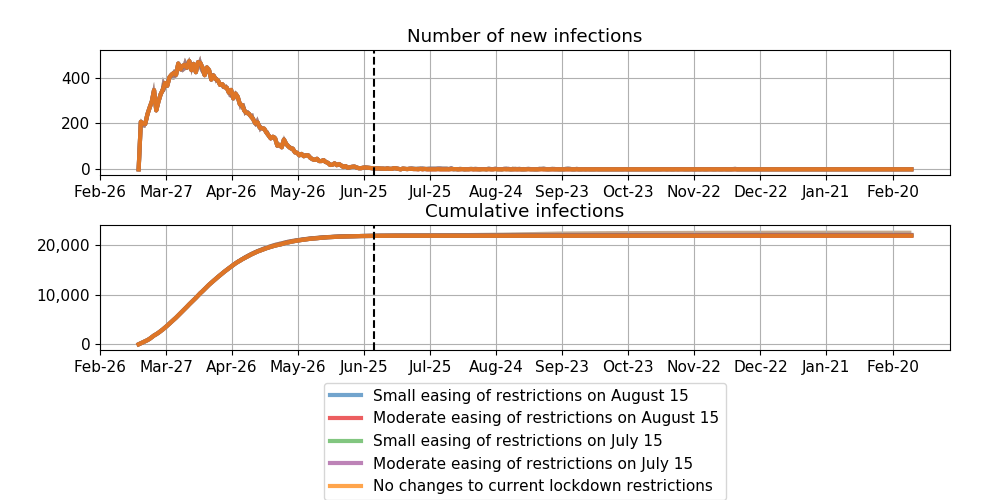 Number of new infections
400
200
0
Feb-26 Mar-27 Apr-26 May-26 Jun-25 Jul-25 Aug-24 Sep-23 Oct-23 Nov-22 Dec-22 Jan-21 Feb-20
Cumulative infections
20,000
10,000
0
Feb-26 Mar-27 Apr-26 May-26 Jun-25 Jul-25 Aug-24 Sep-23 Oct-23 Nov-22 Dec-22 Jan-21 Feb-20
Small easing of restrictions on August 15
Moderate easing of restrictions on August 15
Small easing of restrictions on July 15
Moderate easing of restrictions on July 15
No changes to current lockdown restrictions